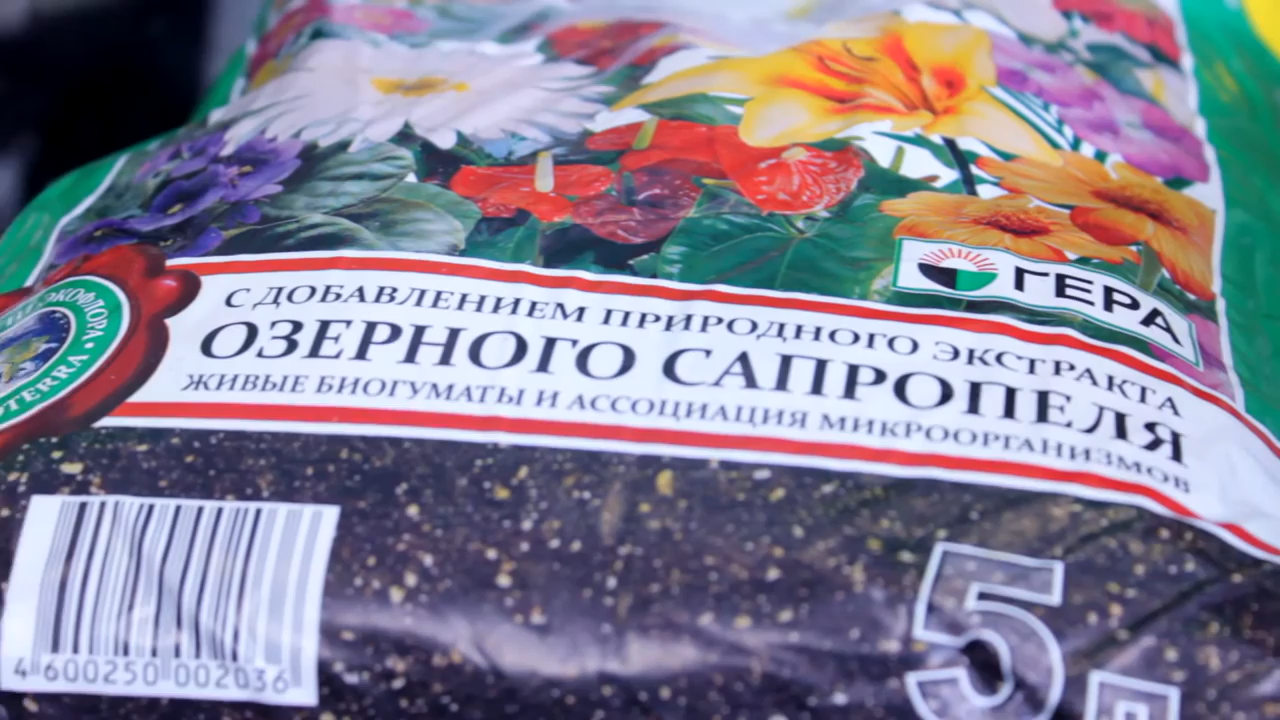 ГЕРА
С ДОБАВЛЕНИЕМ ПРИРОДНОГО ЭКСТРАКТА
ОЗЕРНОГО САПРОПЕЛЯ
ЖИВЫЕ БИОГУМАТЫ И АССОЦИАЦИЯ МИКРООРГАНИЗМОВ
4 600250 002036
5